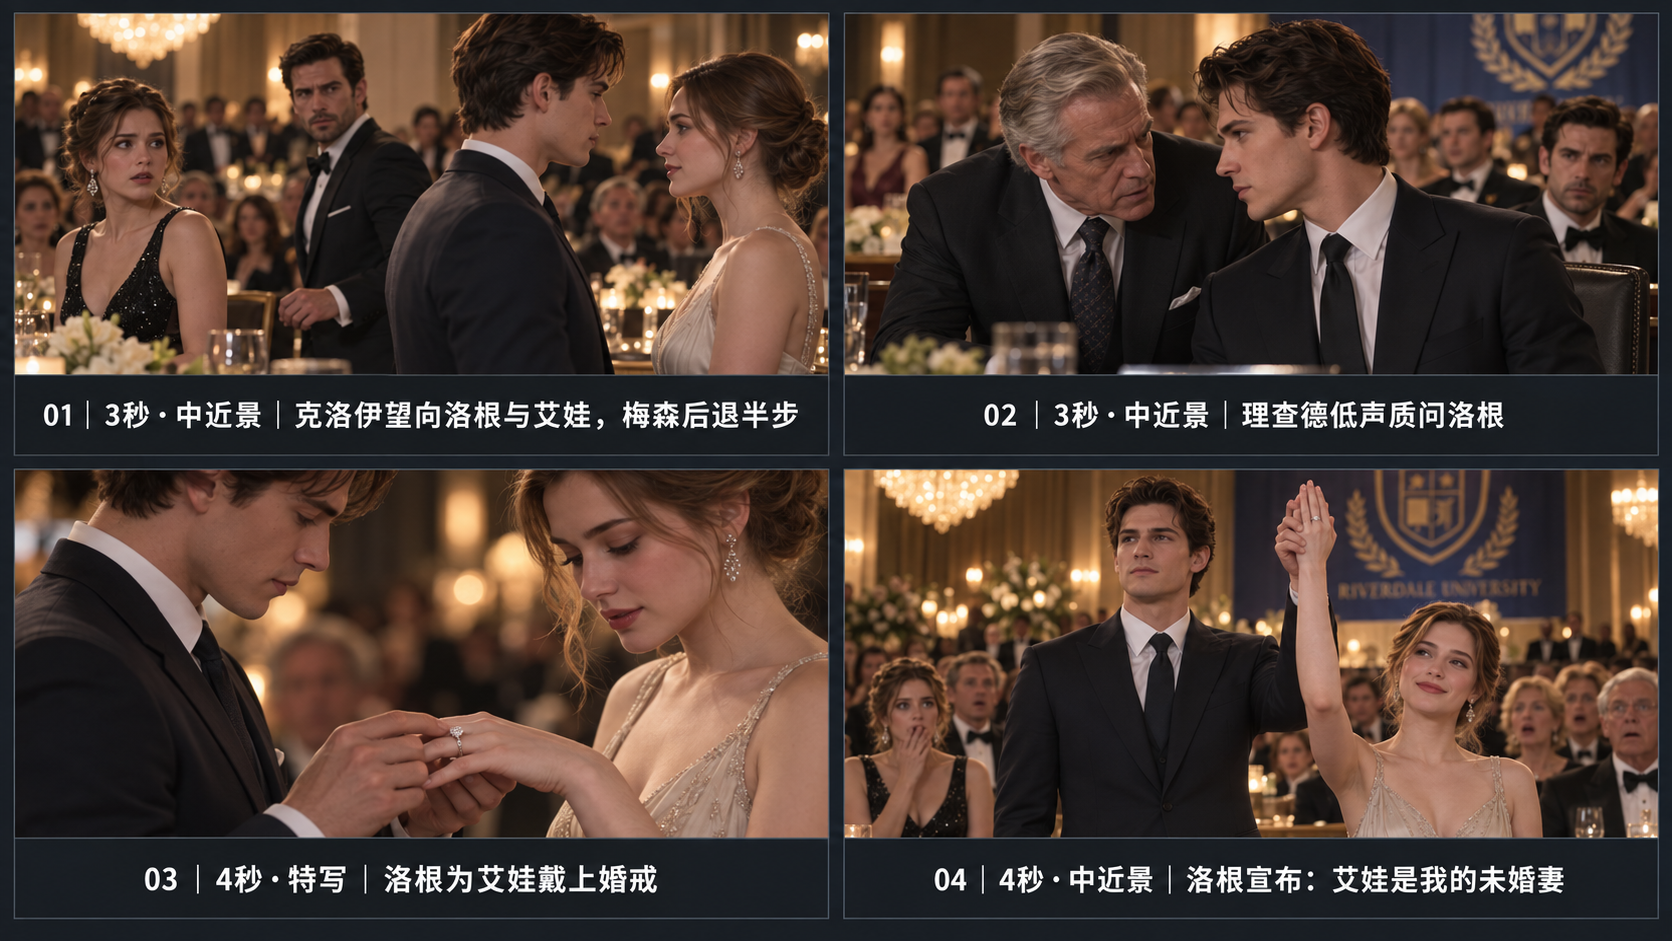 01｜3秒·中近景｜克洛伊望向洛根与艾娃，梅森后退半步
02｜3秒·中近景｜理查德低声质问洛根
03｜4秒·特写｜洛根为艾娃戴上婚戒
RIVERDALE UNIVERSITY
04｜4秒·中近景｜洛根宣布：艾娃是我的未婚妻